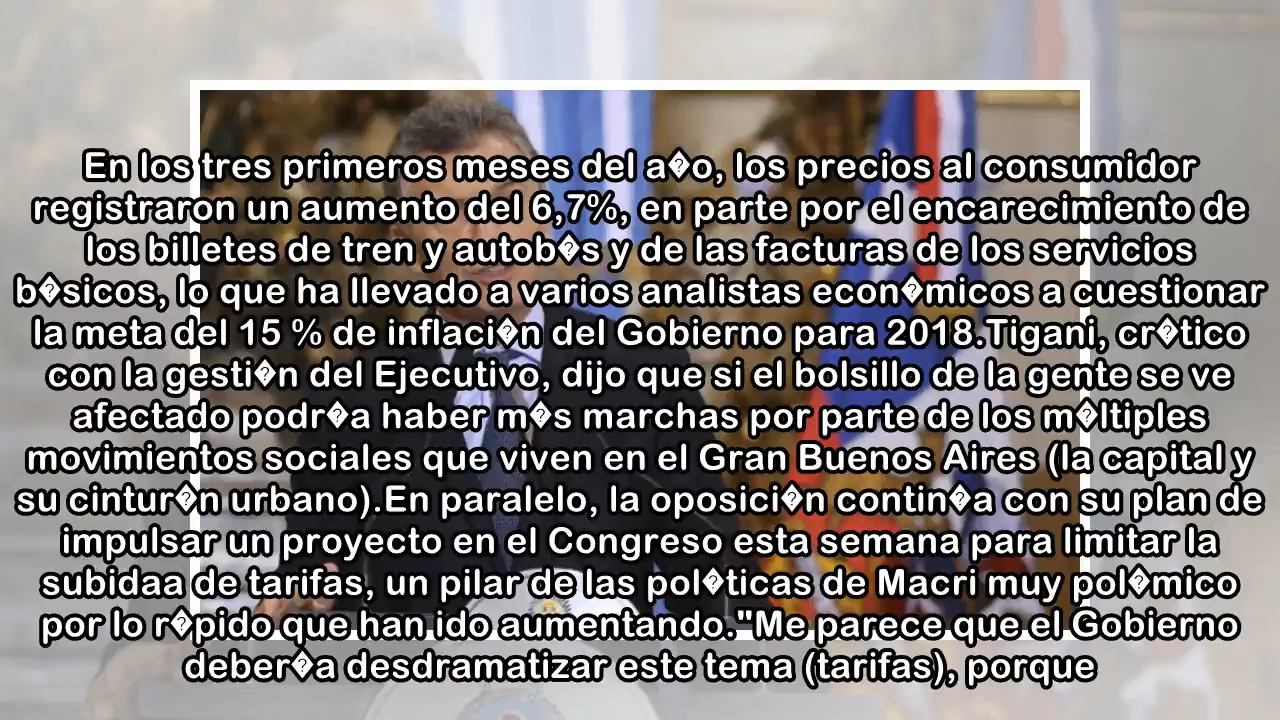 En los tres primeros meses del a�o, los precios al consumidor
registraron un aumento del 6,7%, en parte por el encarecimiento de
los billetes de tren y autob�s y de las facturas de los servicios
b�sicos, lo que ha llevado a varios analistas econ�micos a cuestionar
la meta del 15 % de inflaci�n del Gobierno para 2018.Tigani, cr�tico
con la gesti�n del Ejecutivo, dijo que si el bolsillo de la gente se ve
afectado podr�a haber m�s marchas por parte de los m�ltiples
movimientos sociales que viven en el Gran Buenos Aires (la capital y
su cintur�n urbano).En paralelo, la oposici�n contin�a con su plan de
impulsar un proyecto en el Congreso esta semana para limitar la
subidaa de tarifas, un pilar de las pol�ticas de Macri muy pol�mico
por lo r�pido que han ido aumentando."Me parece que el Gobierno
deber�a desdramatizar este tema (tarifas), porque